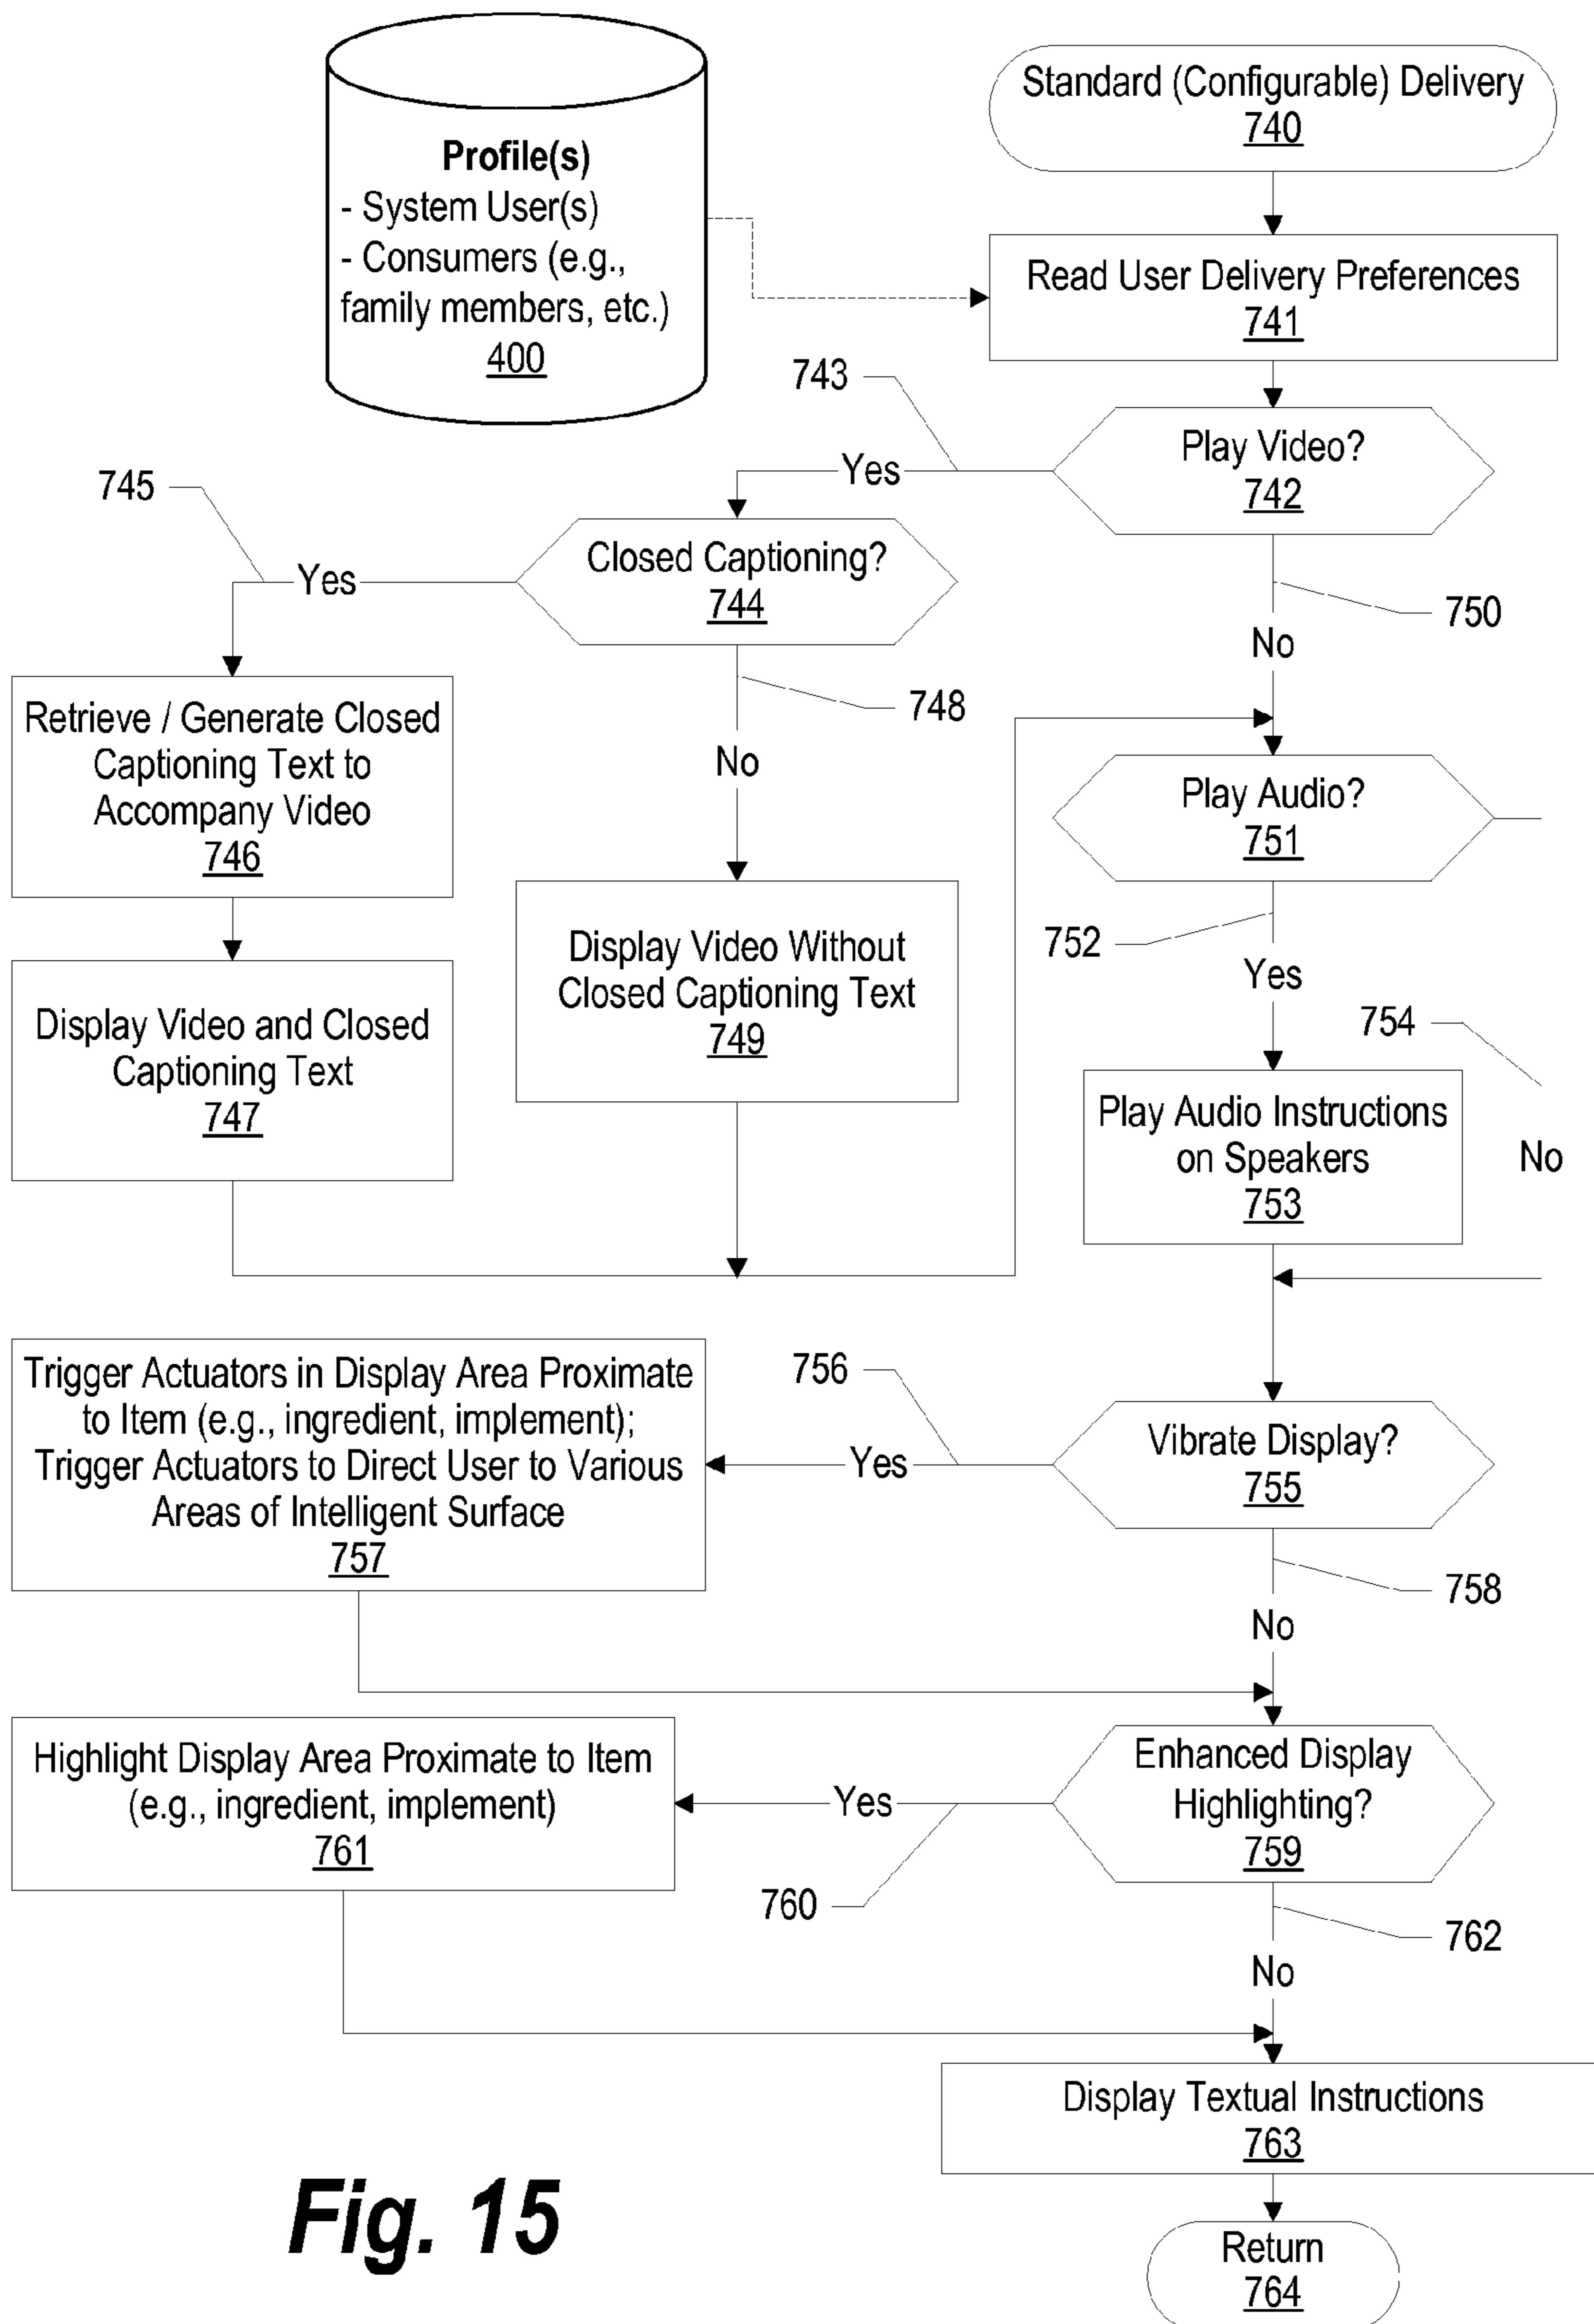 Standard (Configurable) Delivery
740
Profile(s)
- System User(s)
- Consumers (e.g.,
family members, etc.)
400
Read User Delivery Preferences
741
743
Play Video?
742
Yes
745
Closed Captioning?
744
Yes
750
No
748
No
Retrieve / Generate Closed
Captioning Text to
Accompany Video
746
Play Audio?
751
752
Yes
Display Video Without
Closed Captioning Text
749
Display Video and Closed
Captioning Text
747
754
Play Audio Instructions
on Speakers
753
No
Trigger Actuators in Display Area Proximate
to Item (e.g., ingredient, implement);
Trigger Actuators to Direct User to Various
Areas of Intelligent Surface
757
756
Yes
Vibrate Display?
755
758
No
Highlight Display Area Proximate to Item
(e.g., ingredient, implement)
761
Yes
760
Enhanced Display
Highlighting?
759
762
No
Display Textual Instructions
763
Return
764
Fig. 15